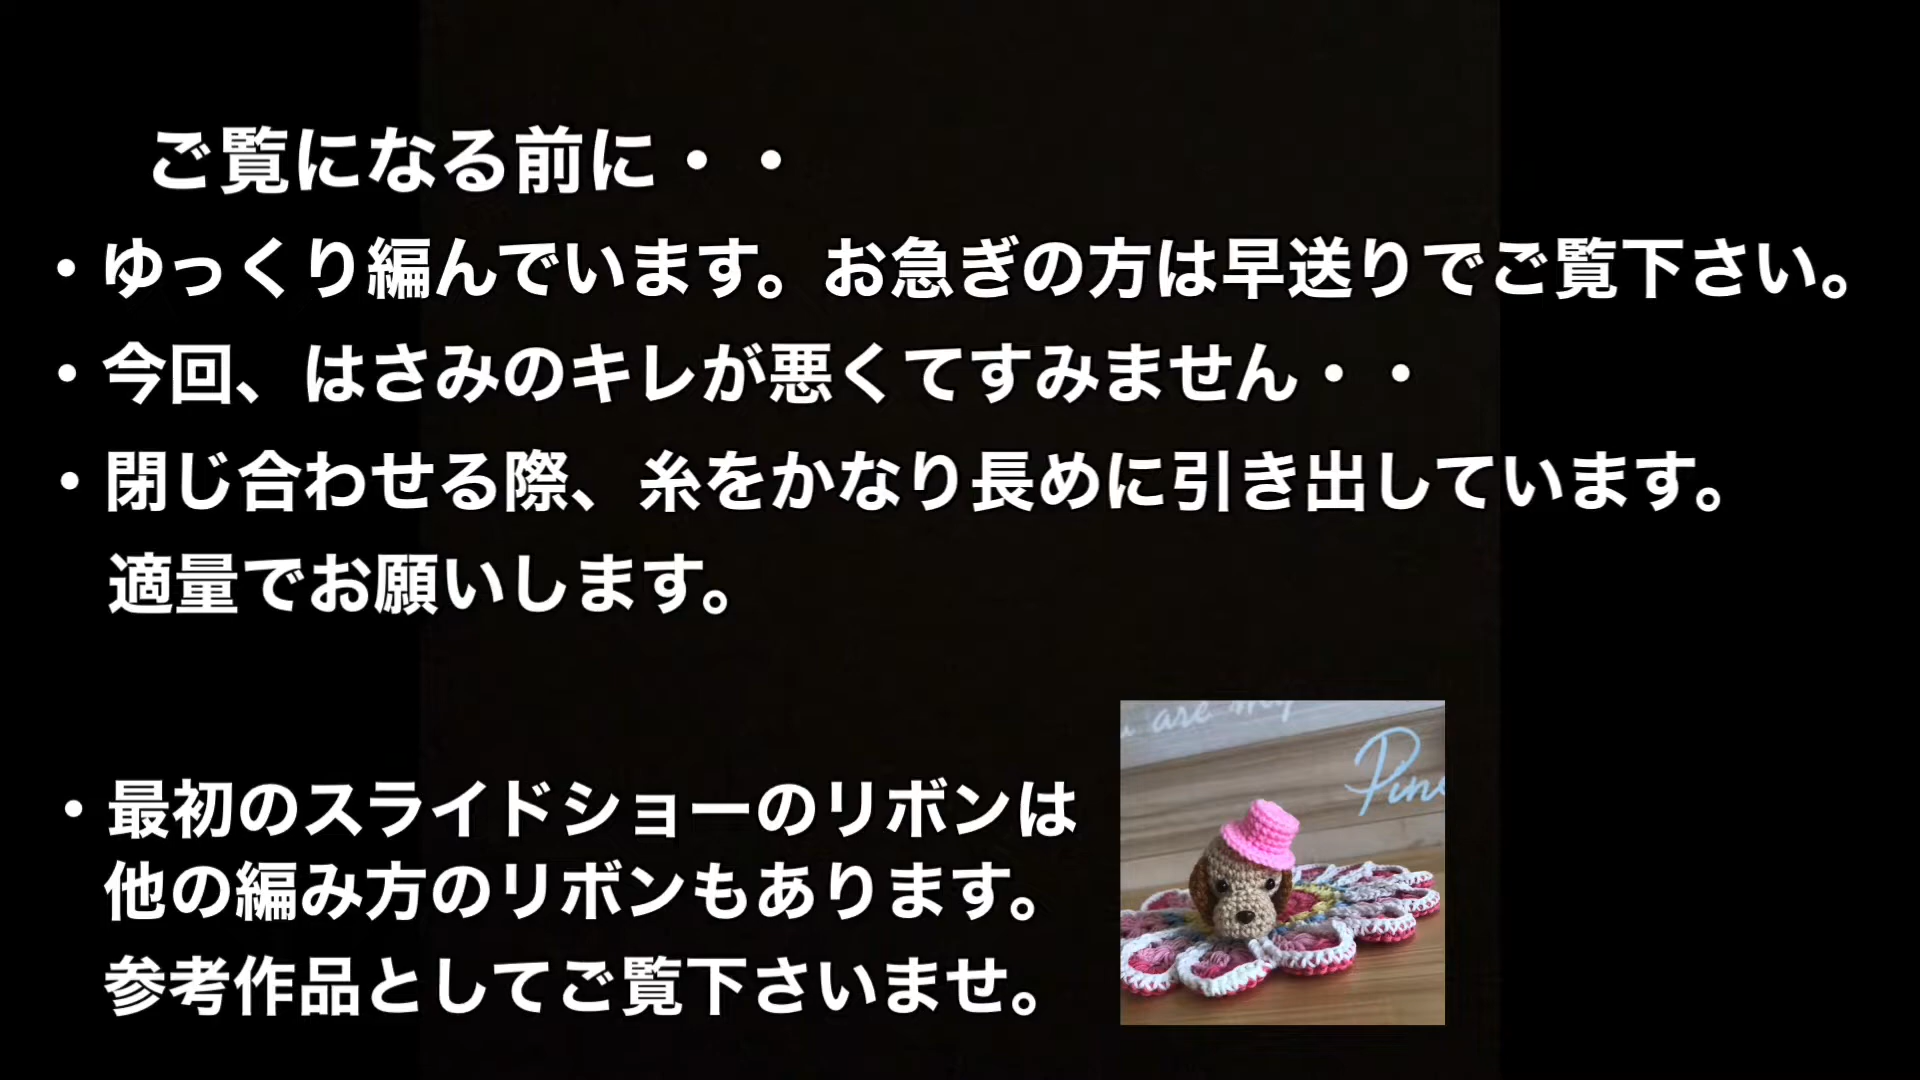 ご覧になる前に・・
・ゆっくり編んでいます。お急ぎの方は早送りでご覧下さい。
・今回、はさみのキレが悪くてすみません・・
・閉じ合わせる際、糸をかなり長めに引き出しています。
適量でお願いします。
・最初のスライドショーのリボンは
他の編み方のリボンもあります。
参考作品としてご覧下さいませ。
are my